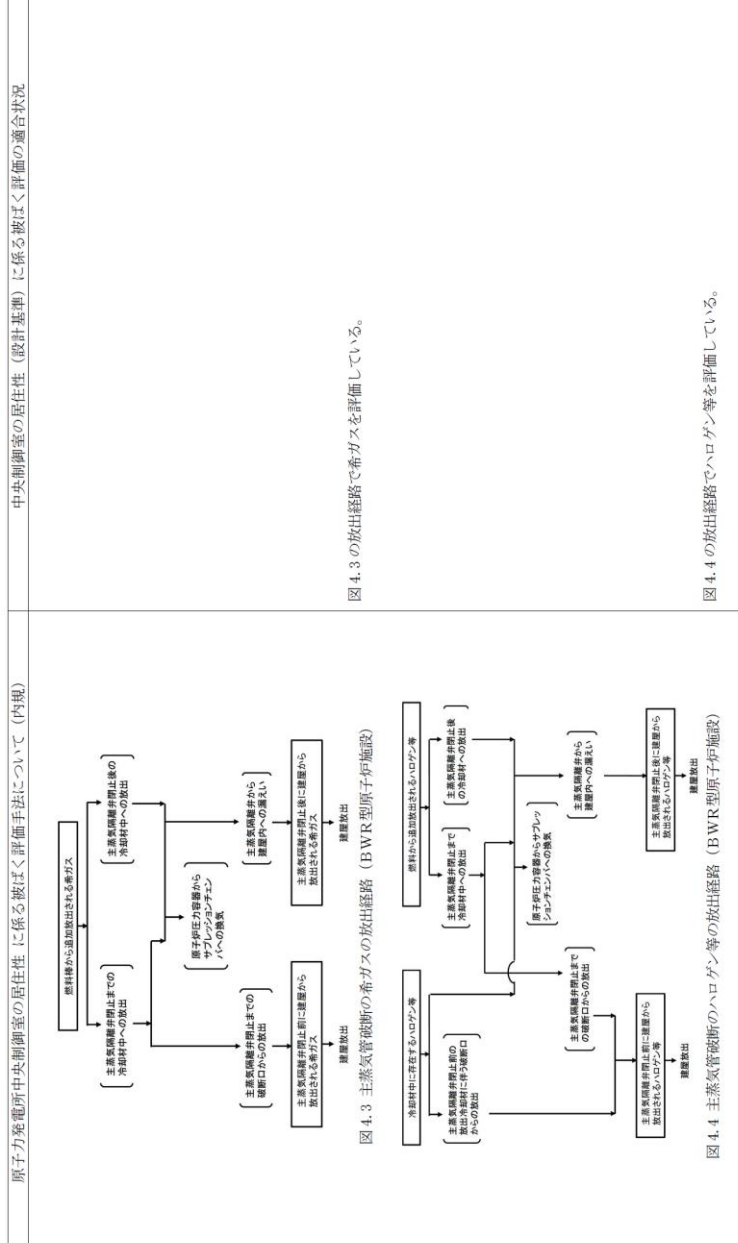 原子力発電所中央制御室の居住性に係る被ばく評価手法について（内規）
中央制御室の居住性（設計基準）に係る被ばく評価の適合状況
燃料棒から追加放出される希ガス
主蒸気隔離弁閉止までの
冷却材中への放出
主蒸気隔離弁閉止後の
冷却材中への放出
原子炉圧力容器から
サプレッションチェン
バへの換気
主蒸気隔離弁閉止までの
破断口からの放出
主蒸気隔離弁から
建屋内への漏えい
主蒸気隔離弁閉止前に建屋から
放出される希ガス
主蒸気隔離弁閉止後に建屋から
放出される希ガス
建屋放出
建屋放出
図4.3 主蒸気管破断の希ガスの放出経路（BWR型原子炉施設）
図4.3の放出経路で希ガスを評価している。
冷却材中に存在するハロゲン等
燃料から追加放出されるハロゲン等
主蒸気隔離弁閉止前の
放出冷却材に伴う破断口
からの放出
主蒸気隔離弁閉止まで
冷却材中への放出
主蒸気隔離弁閉止後
の冷却材への放出
原子炉圧力容器からサプレッ
ションチェンバへの換気
主蒸気隔離弁閉止まで
の破断口からの放出
主蒸気隔離弁から
建屋内への漏えい
主蒸気隔離弁閉止前に建屋から
放出されるハロゲン等
主蒸気隔離弁閉止後に建屋から
放出されるハロゲン等
建屋放出
建屋放出
図4.4 主蒸気管破断のハロゲン等の放出経路（BWR型原子炉施設）
図4.4の放出経路でハロゲン等を評価している。